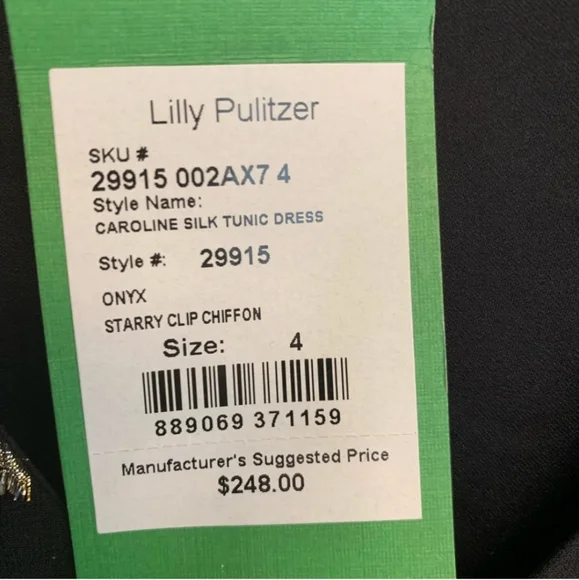 Lilly Pulitzer
SKU #
29915 002AX7 4
Style Name:
CAROLINE SILK TUNIC DRESS
Style #: 29915
ONYX
STARRY CLIP CHIFFON
Size: 4
889069 371159
Manufacturer's Suggested Price
$248.00